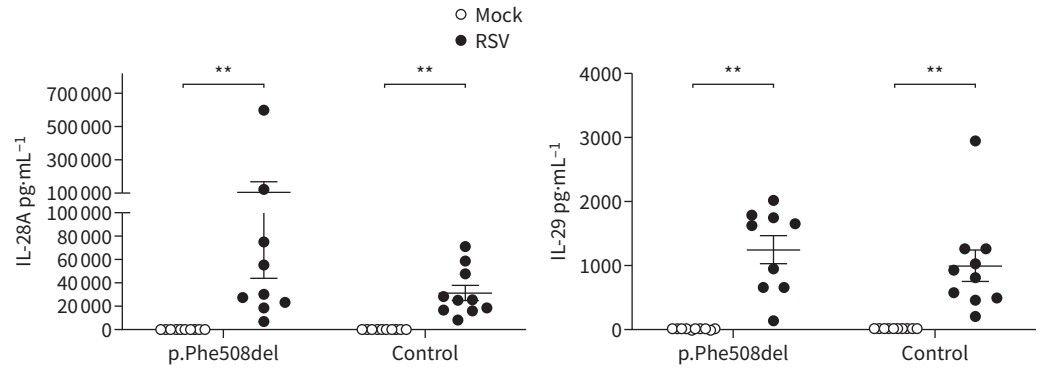 Mock
RSV
IL-28A pg·mL⁻¹
700 000
500 000
300 000
100 000
100 000
80 000
60 000
40 000
20 000
0
**
**
p.Phe508del
Control
IL-29 pg·mL⁻¹
4000
3000
2000
1000
0
**
**
p.Phe508del
Control